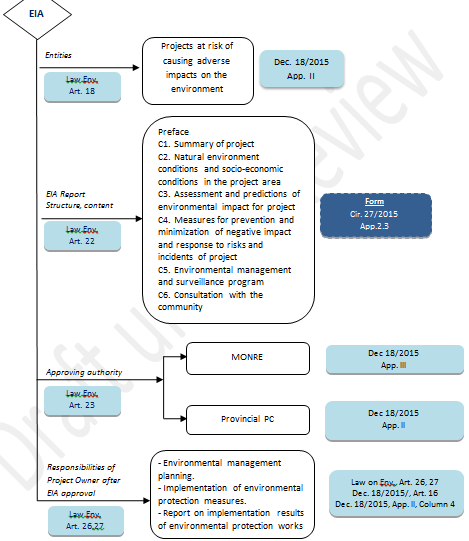 EIA
Entities
Law Env.
Art. 18
Projects at risk of
causing adverse
impacts on the
environment
Dec. 18/2015
App. II
EIA Report
Structure, content
Law Env.
Art. 22
Preface
C1. Summary of project
C2. Natural environment
conditions and socio-economic
conditions in the project area
C3. Assessment and predictions of
environmental impact for project
C4. Measures for prevention and
minimization of negative impact
and response to risks and
incidents of project
C5. Environmental management
and surveillance program
C6. Consultation with the
community
Form
Cir. 27/2015
App.2.3
Approving authority
Law Env.
Art. 23
MONRE
Dec 18/2015
App. III
Provincial PC
Dec 18/2015
App. II
Responsibilities of
Project Owner after
EIA approval
Law Env.
Art. 26,27
- Environmental management
planning.
- Implementation of environmental
protection measures.
- Report on implementation results
of environmental protection works
Law on Env., Art. 26, 27
Dec. 18/2015/, Art. 16
Dec. 18/2015, App. II, Column 4
Draft under review